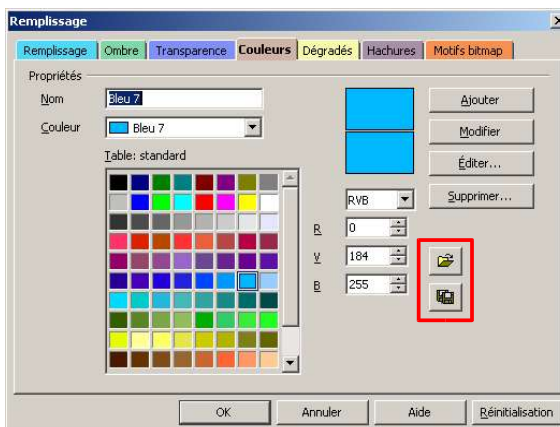 Remplissage
Remplissage Ombre Transparence Couleurs Dégradés Hachures Motifs bitmap
Propriétés
Nom Bleu 7 Ajouter
Couleur Bleu 7 Modifier
Table: standard Éditer...
RVB Supprimer...
R 0
V 184
B 255
OK Annuler Aide Réinitialisation